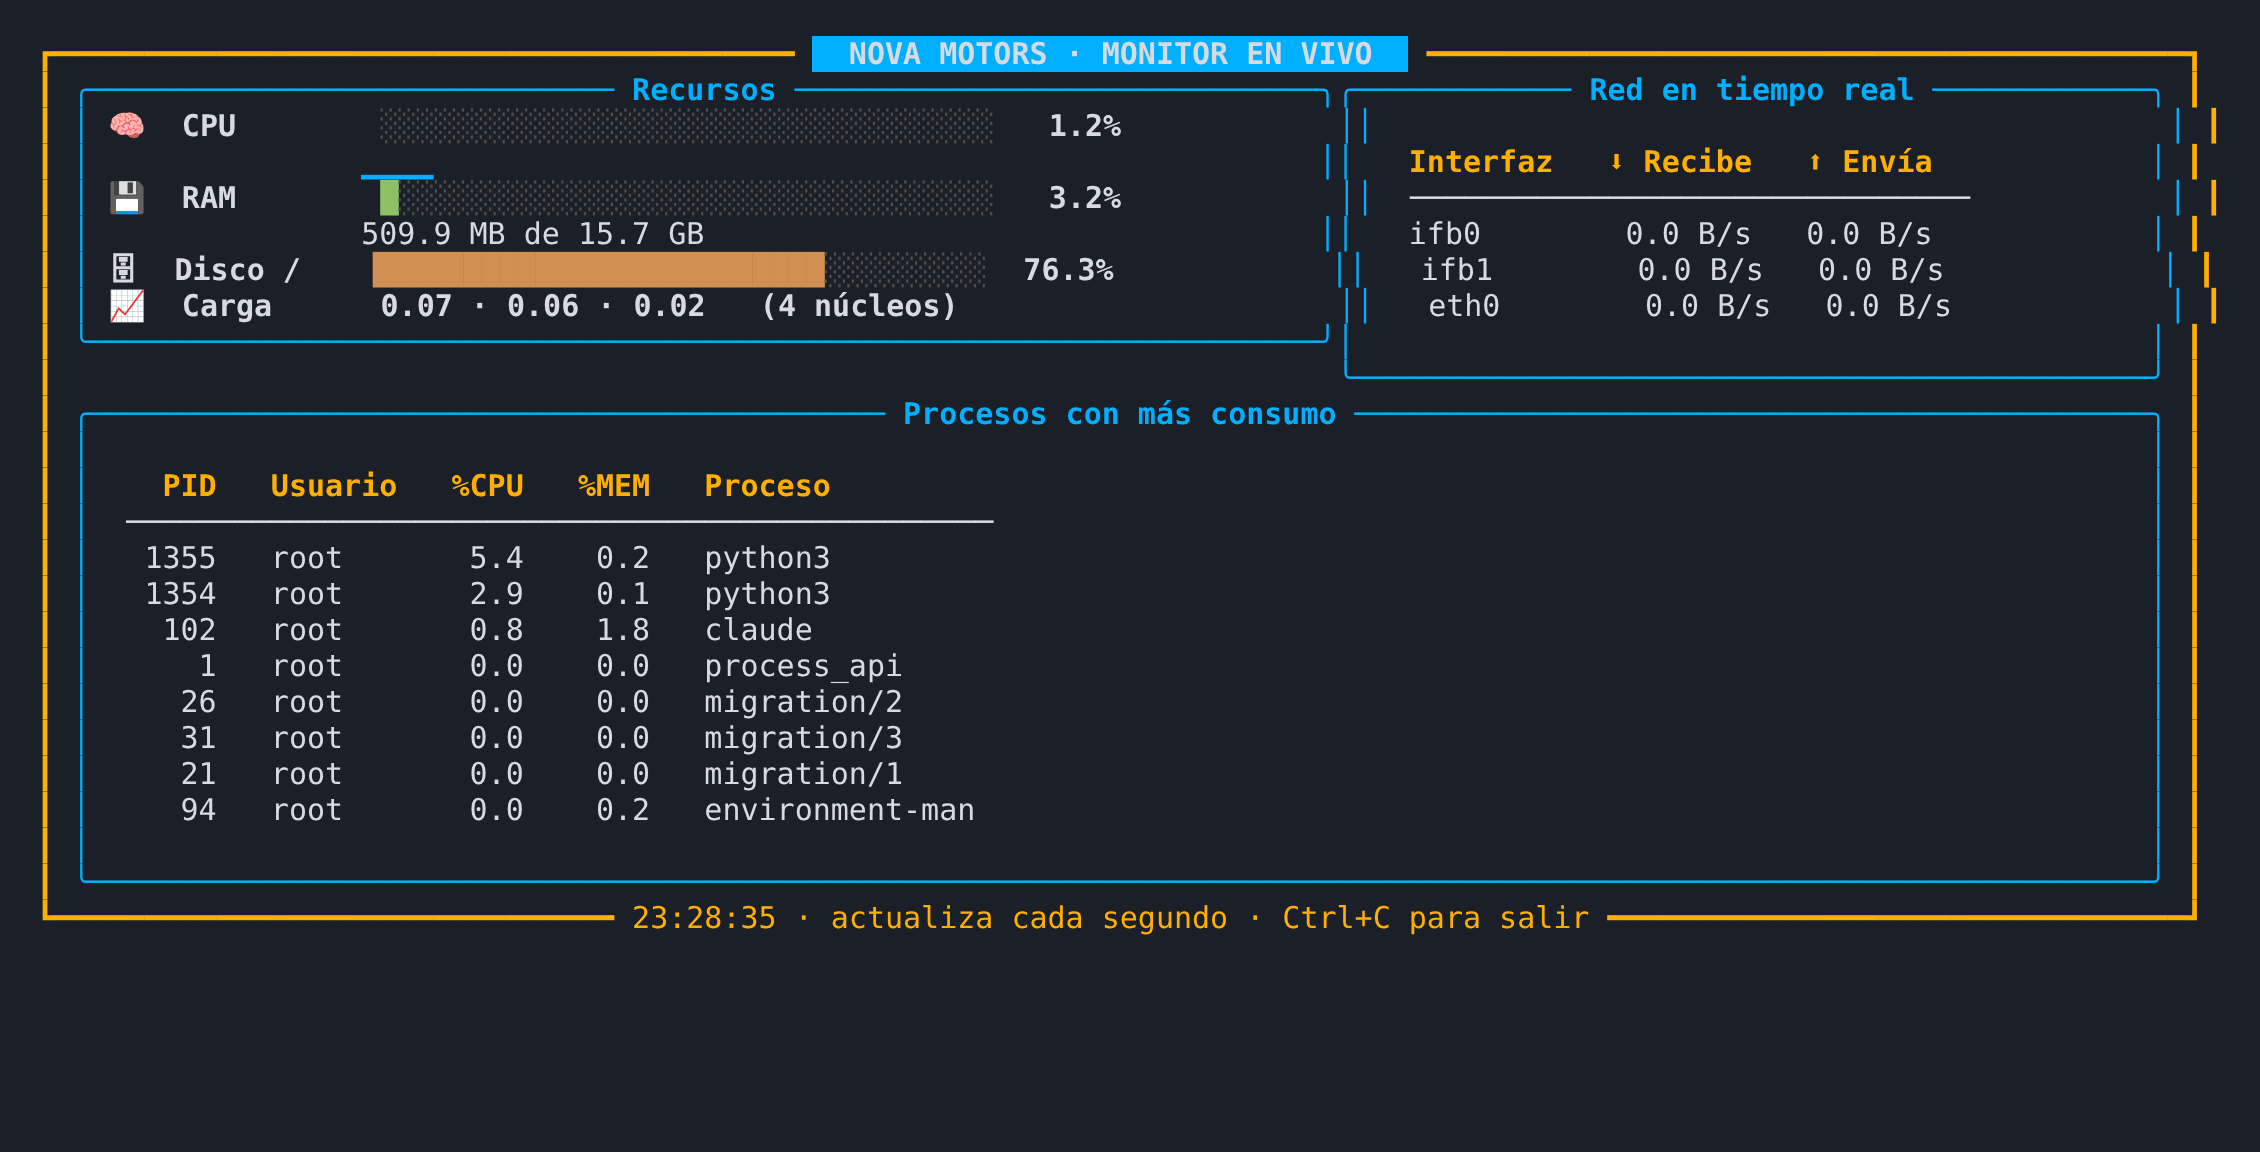 NOVA MOTORS · MONITOR EN VIVO
Recursos
CPU 1.2%
RAM 3.2%
509.9 MB de 15.7 GB
Disco / 76.3%
Carga 0.07 · 0.06 · 0.02 (4 núcleos)
Red en tiempo real
Interfaz ⬇ Recibe ⬆ Envía
ifb0 0.0 B/s 0.0 B/s
ifb1 0.0 B/s 0.0 B/s
eth0 0.0 B/s 0.0 B/s
Procesos con más consumo
PID Usuario %CPU %MEM Proceso
1355 root 5.4 0.2 python3
1354 root 2.9 0.1 python3
102 root 0.8 1.8 claude
1 root 0.0 0.0 process_api
26 root 0.0 0.0 migration/2
31 root 0.0 0.0 migration/3
21 root 0.0 0.0 migration/1
94 root 0.0 0.2 environment-man
23:28:35 · actualiza cada segundo · Ctrl+C para salir